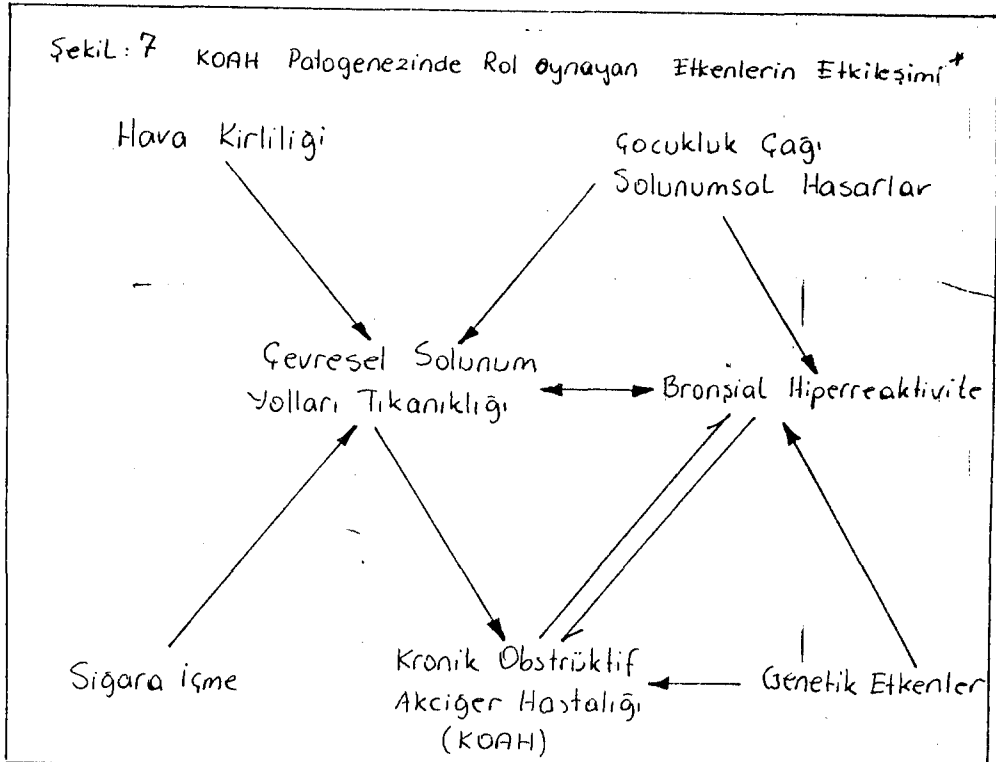 Şekil: 7 KOAH Patogenezinde Rol oynayan Etkenlerin Etkileşimi*
Hava Kirliliği
Çocukluk Çağı
Solunumsal Hasarlar
Çevresel Solunum
Yolları Tıkanıklığı
Bronşial Hiperreaktivite
Sigara içme
Kronik Obstrüktif
Akciğer Hastalığı
(KOAH)
Genetik Etkenler